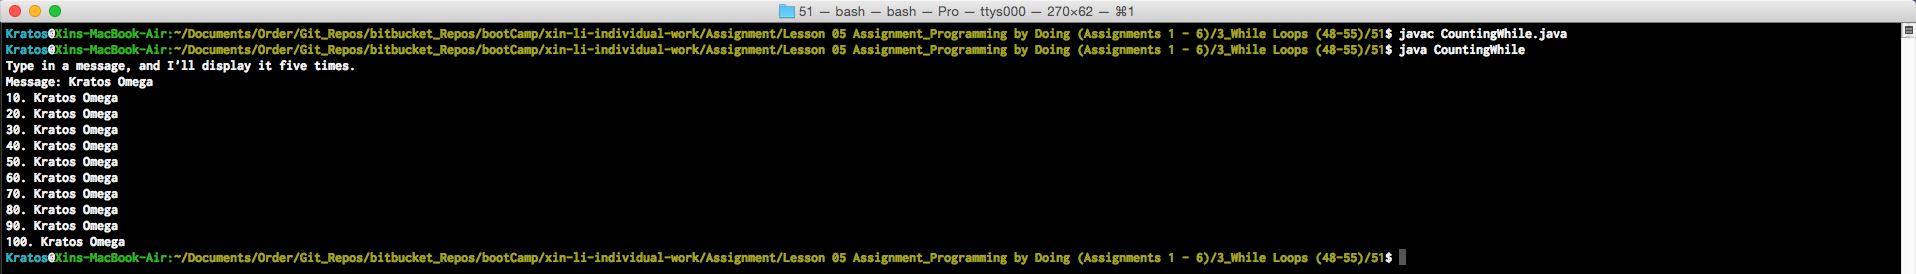 51 — bash — bash — Pro — ttys000 — 270×62 — ⌘1
Kratos@Xins-MacBook-Air:~/Documents/Order/Git_Repos/bitbucket_Repos/bootCamp/xin-li-individual-work/Assignment/Lesson 05 Assignment_Programming by Doing (Assignments 1 - 6)/3_While Loops (48-55)/51$ javac CountingWhile.java
Kratos@Xins-MacBook-Air:~/Documents/Order/Git_Repos/bitbucket_Repos/bootCamp/xin-li-individual-work/Assignment/Lesson 05 Assignment_Programming by Doing (Assignments 1 - 6)/3_While Loops (48-55)/51$ java CountingWhile
Type in a message, and I'll display it five times.
Message: Kratos Omega
10. Kratos Omega
20. Kratos Omega
30. Kratos Omega
40. Kratos Omega
50. Kratos Omega
60. Kratos Omega
70. Kratos Omega
80. Kratos Omega
90. Kratos Omega
100. Kratos Omega
Kratos@Xins-MacBook-Air:~/Documents/Order/Git_Repos/bitbucket_Repos/bootCamp/xin-li-individual-work/Assignment/Lesson 05 Assignment_Programming by Doing (Assignments 1 - 6)/3_While Loops (48-55)/51$